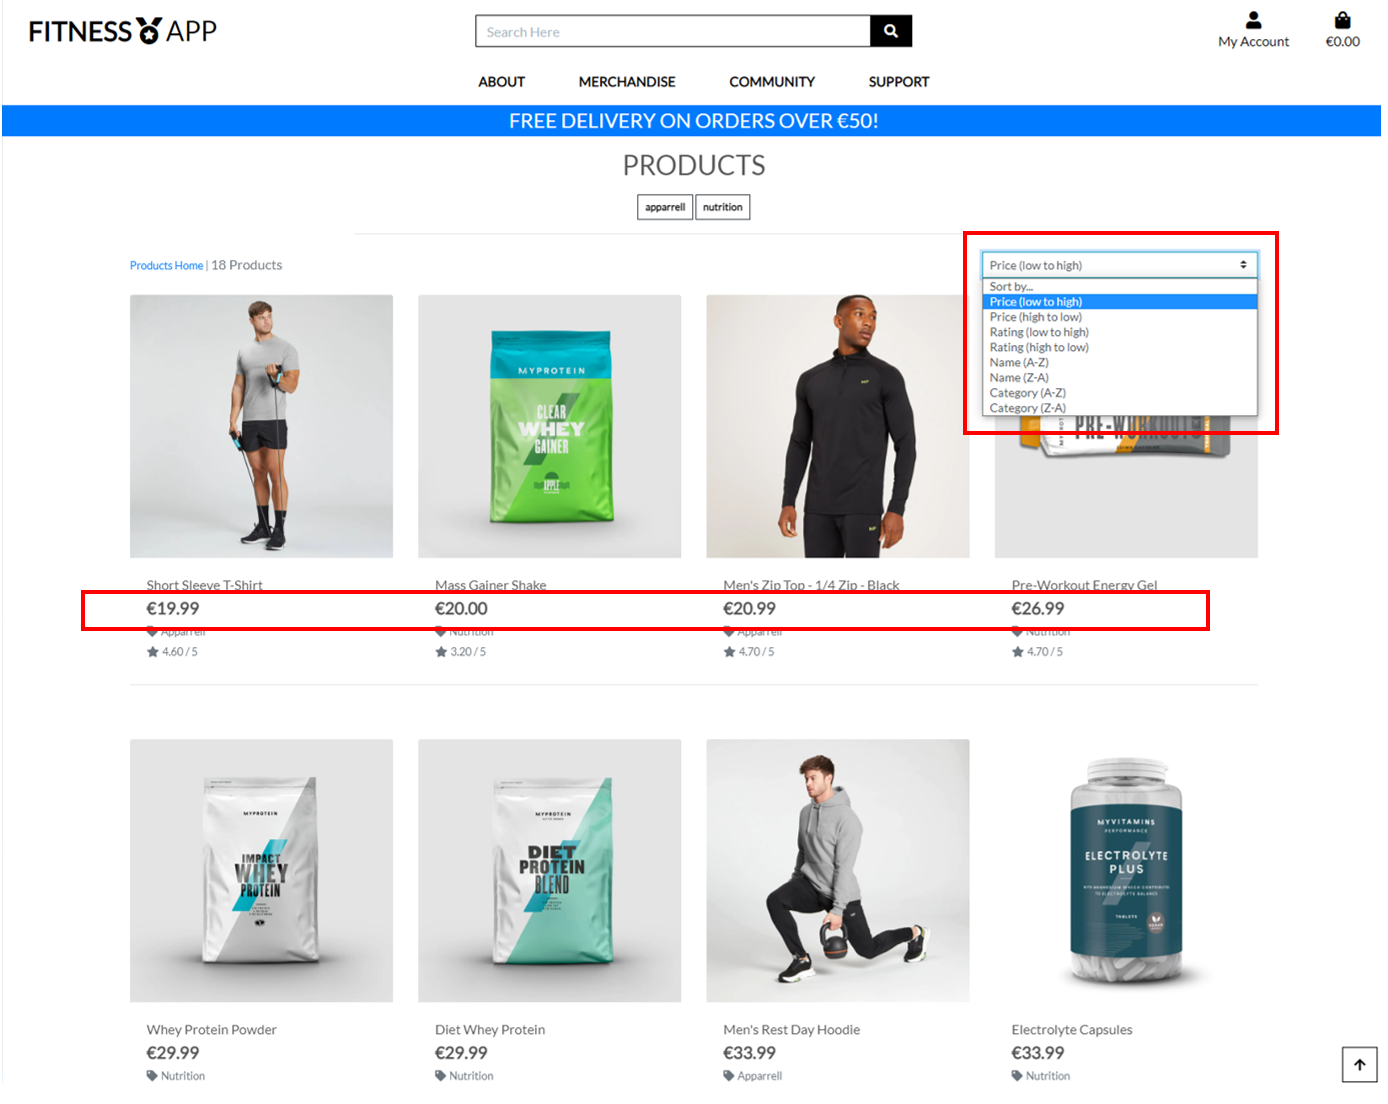 FITNESS APP
Search Here
My Account
€0.00
ABOUT
MERCHANDISE
COMMUNITY
SUPPORT
FREE DELIVERY ON ORDERS OVER €50!
PRODUCTS
apparrell
nutrition
Products Home | 18 Products
Price (low to high)
Sort by...
Price (low to high)
Price (high to low)
Rating (low to high)
Rating (high to low)
Name (A-Z)
Name (Z-A)
Category (A-Z)
Category (Z-A)
MYPROTEIN
CLEAR
WHEY
GAINER
APPLE
PRE-WORKOUT
Short Sleeve T-Shirt
€19.99
Apparrell
4.60 / 5
Mass Gainer Shake
€20.00
Nutrition
3.20 / 5
Men's Zip Top - 1/4 Zip - Black
€20.99
Apparrell
4.70 / 5
Pre-Workout Energy Gel
€26.99
Nutrition
4.70 / 5
MYPROTEIN
IMPACT
WHEY
PROTEIN
MYPROTEIN
DIET
PROTEIN
BLEND
MYVITAMINS
PERFORMANCE
ELECTROLYTE
PLUS
TABLETS
Whey Protein Powder
€29.99
Nutrition
Diet Whey Protein
€29.99
Nutrition
Men's Rest Day Hoodie
€33.99
Apparrell
Electrolyte Capsules
€33.99
Nutrition